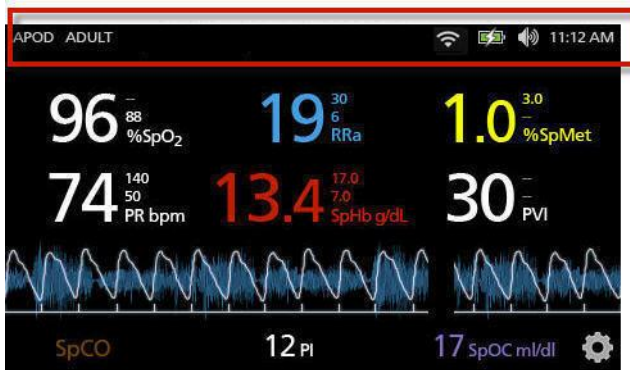 APOD ADULT 11:12 AM
96 -- 88 %SpO2
19 30 6 RRa
1.0 3.0 -- %SpMet
74 140 50 PR bpm
13.4 17.0 7.0 SpHb g/dL
30 -- -- PVI
SpCO 12 PI 17 SpOC ml/dl